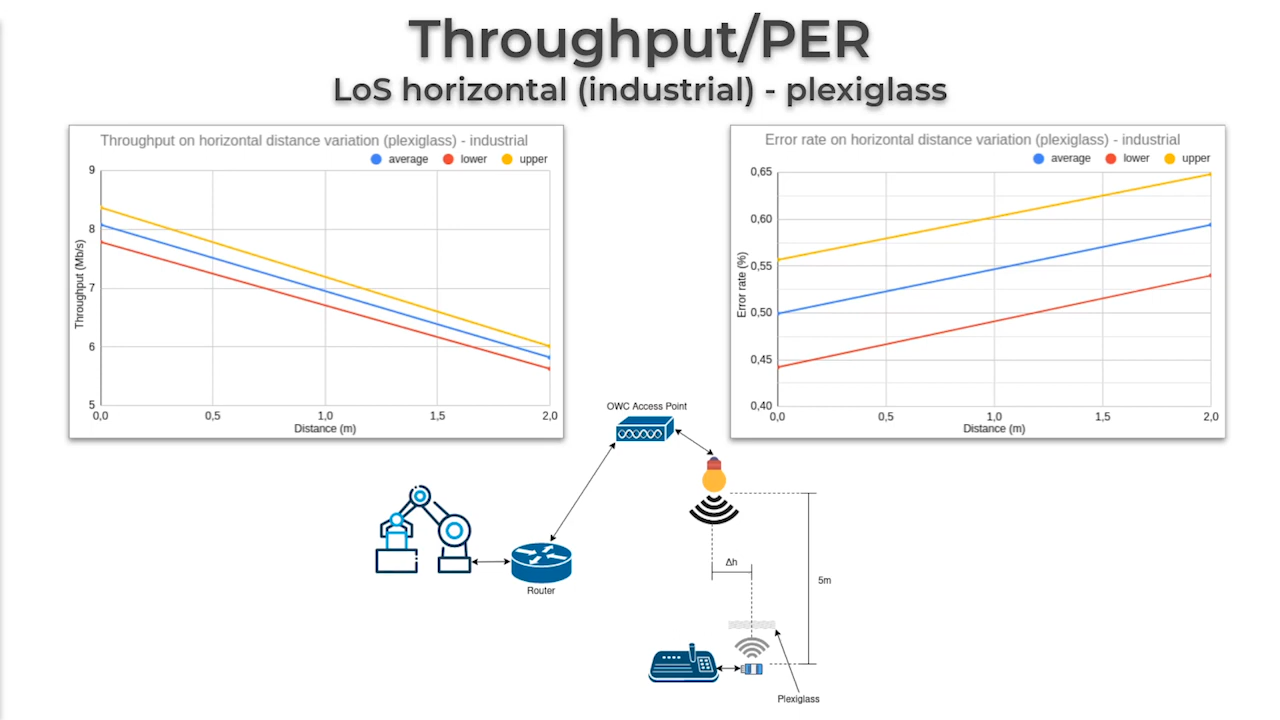 Throughput/PER
LoS horizontal (industrial) - plexiglass
Throughput on horizontal distance variation (plexiglass) - industrial
average lower upper
Throughput (Mb/s)
9
8
7
6
5
0,0 0,5 1,0 1,5 2,0
Distance (m)
Error rate on horizontal distance variation (plexiglass) - industrial
average lower upper
Error rate (%)
0,65
0,60
0,55
0,50
0,45
0,40
0,0 0,5 1,0 1,5 2,0
Distance (m)
OWC Access Point
Router
Δh
5m
Plexiglass